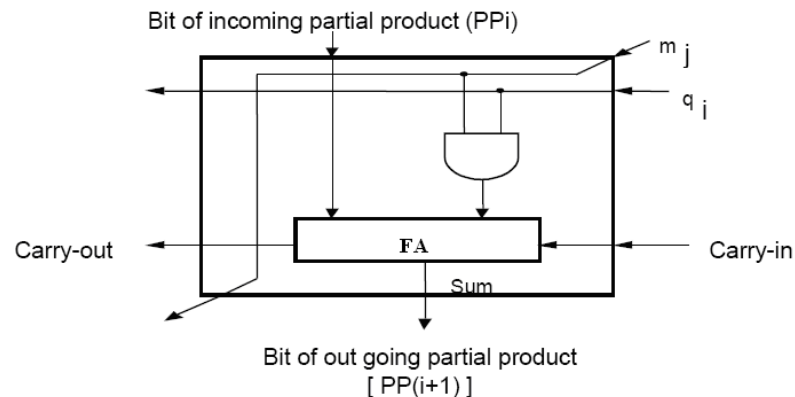 Bit of incoming partial product (PPi)
m j
q i
FA
Carry-out
Carry-in
Sum
Bit of out going partial product
[ PP(i+1) ]